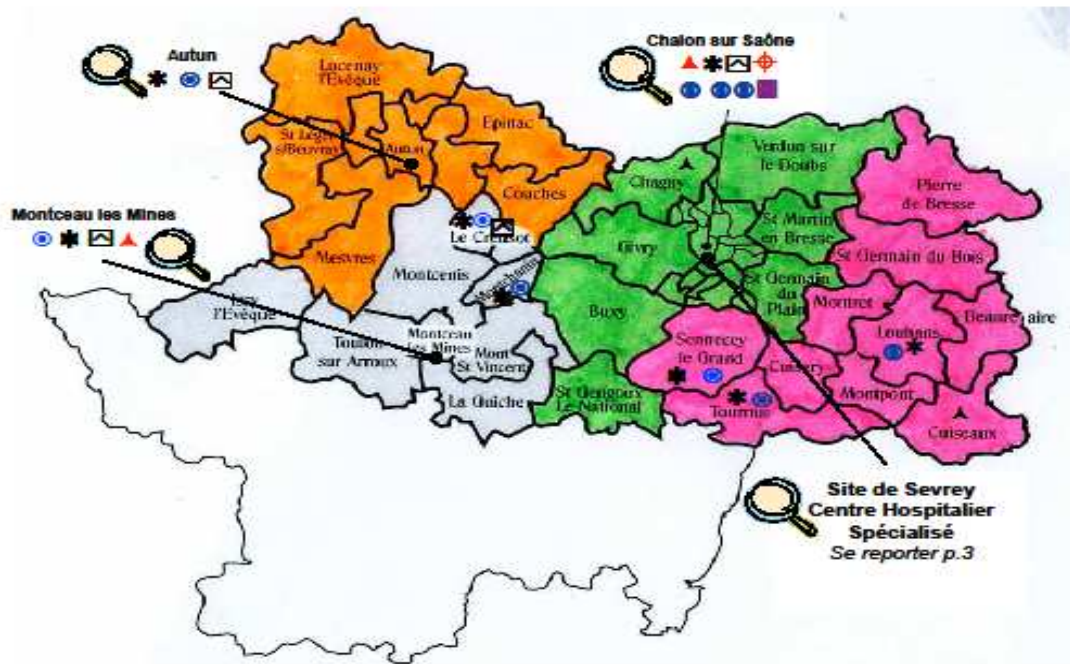 Autun
Chalon sur Saône
Lucenay
l'Evêque
Epinac
St Léger
s/Beuvray
Autun
Couches
Verdun sur
le Doubs
Chagny
Pierre
de Bresse
Montceau les Mines
Le Creusot
Givry
St Martin
en Bresse
St Germain du Bois
Mesvres
Montcenis
Montchanin
St Germain
du
Plain
Montret
l'Evêque
Buxy
Louhans
Beaurepaire
Toulon
sur Arroux
Montceau
les Mines
Mont
St Vincent
Sennecey
le Grand
Cuisery
Montpont
La Guiche
St Gengoux
Le National
Tournus
Cuiseaux
Site de Sevrey
Centre Hospitalier
Spécialisé
Se reporter p.3